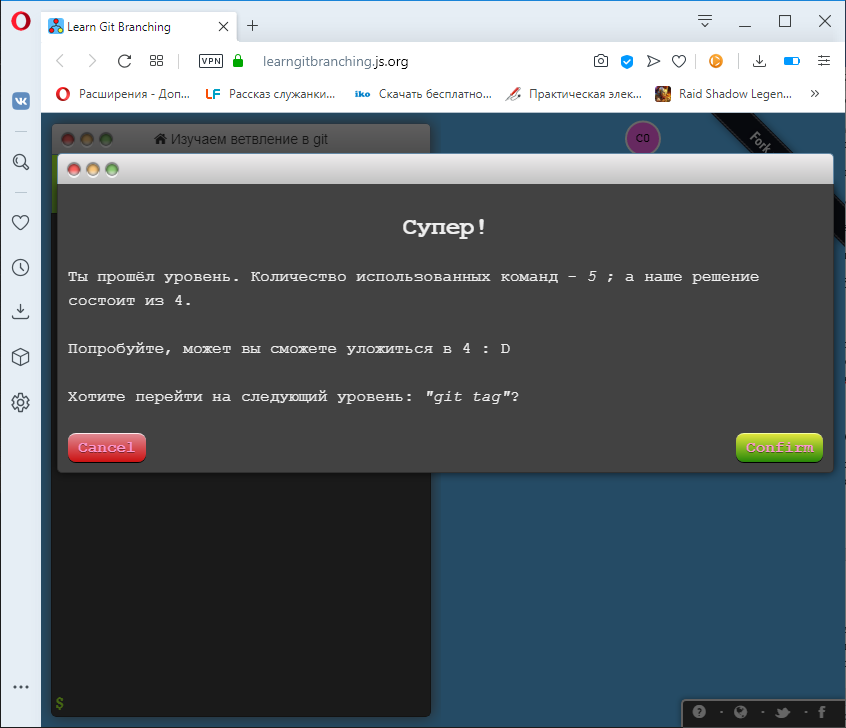 Learn Git Branching
VPN
learngitbranching.js.org
Расширения - Доп...
LF Рассказ служанки...
iko Скачать бесплатно...
Практическая элек...
Raid Shadow Legen...
»
Изучаем ветвление в git
C0
Fork
Супер!
Ты прошёл уровень. Количество использованных команд - 5 ; а наше решение
состоит из 4.
Попробуйте, может вы сможете уложиться в 4 : D
Хотите перейти на следующий уровень: "git tag"?
Cancel
Confirm
$